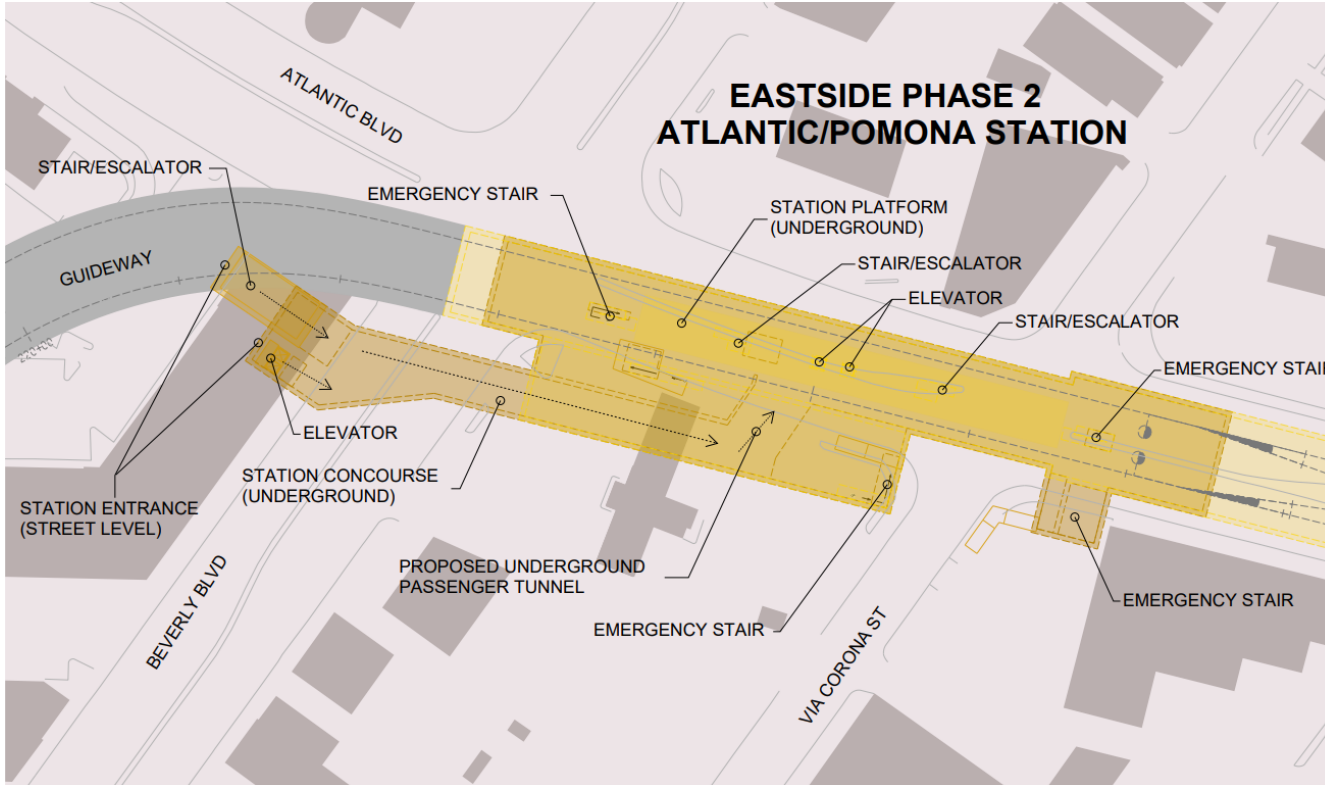 EASTSIDE PHASE 2
ATLANTIC/POMONA STATION
ATLANTIC BLVD
STAIR/ESCALATOR
EMERGENCY STAIR
STATION PLATFORM
(UNDERGROUND)
GUIDEWAY
STAIR/ESCALATOR
ELEVATOR
STAIR/ESCALATOR
EMERGENCY STAIR
ELEVATOR
STATION CONCOURSE
(UNDERGROUND)
STATION ENTRANCE
(STREET LEVEL)
PROPOSED UNDERGROUND
PASSENGER TUNNEL
EMERGENCY STAIR
EMERGENCY STAIR
BEVERLY BLVD
VIA CORONA ST